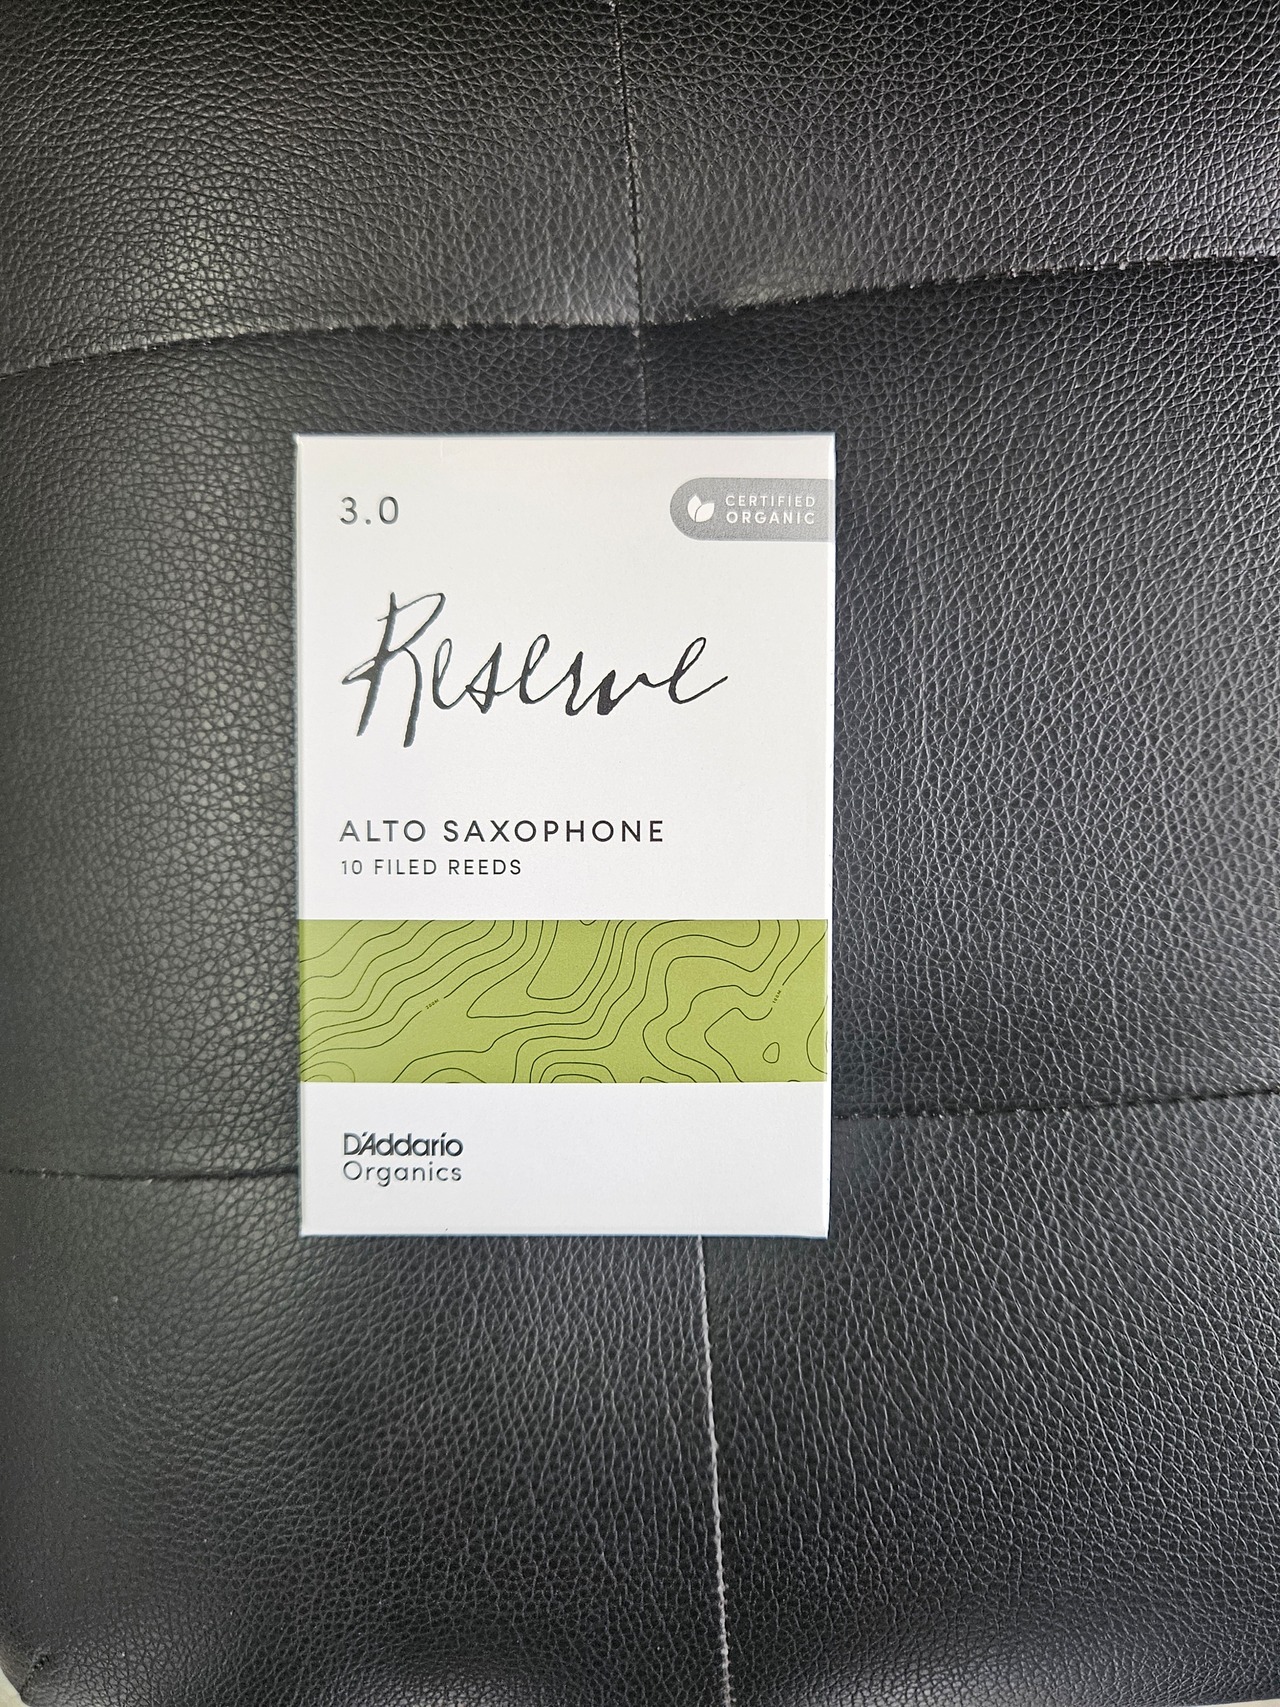 3.0
CERTIFIED
ORGANIC
Reserve
ALTO SAXOPHONE
10 FILED REEDS
D'Addario
Organics